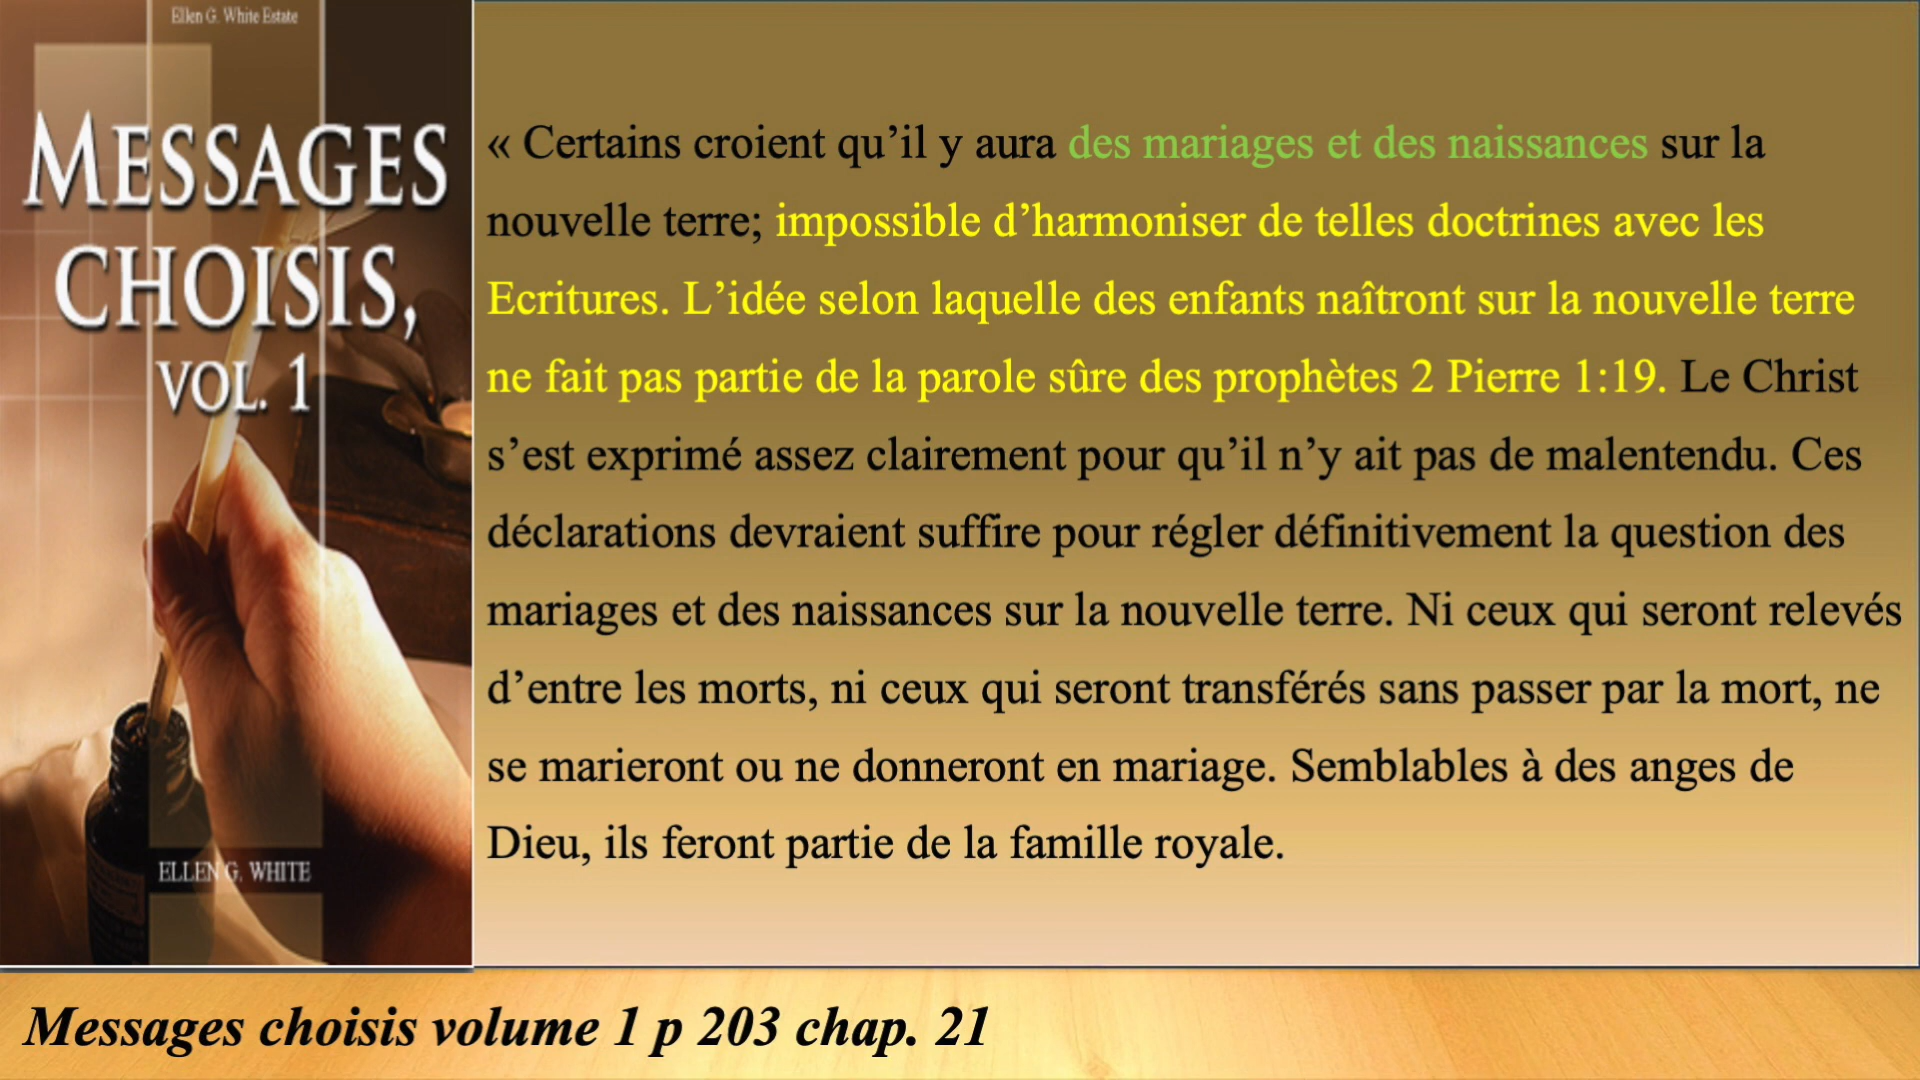 Ellen G. White Estate
MESSAGES
CHOISIS,
VOL. 1
ELLEN G. WHITE
« Certains croient qu’il y aura des mariages et des naissances sur la
nouvelle terre; impossible d’harmoniser de telles doctrines avec les
Ecritures. L’idée selon laquelle des enfants naîtront sur la nouvelle terre
ne fait pas partie de la parole sûre des prophètes 2 Pierre 1:19. Le Christ
s’est exprimé assez clairement pour qu’il n’y ait pas de malentendu. Ces
déclarations devraient suffire pour régler définitivement la question des
mariages et des naissances sur la nouvelle terre. Ni ceux qui seront relevés
d’entre les morts, ni ceux qui seront transférés sans passer par la mort, ne
se marieront ou ne donneront en mariage. Semblables à des anges de
Dieu, ils feront partie de la famille royale.
Messages choisis volume 1 p 203 chap. 21